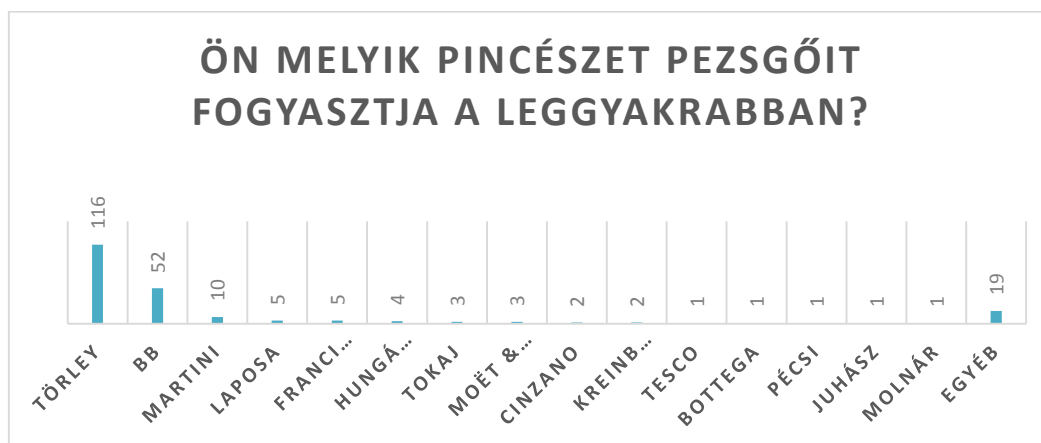 ÖN MELYIK PINCÉSZET PEZSGŐIT
FOGYASZTJA A LEGGYAKRABBAN?
116
52
10
5
5
4
3
3
2
2
1
1
1
1
1
19
TÖRLEY
BB
MARTINI
LAPOSA
FRANCI...
HUNGÁ...
TOKAJ
MOËT &...
CINZANO
KREINB...
TESCO
BOTTEGA
PÉCSI
JUHÁSZ
MOLNÁR
EGYÉB